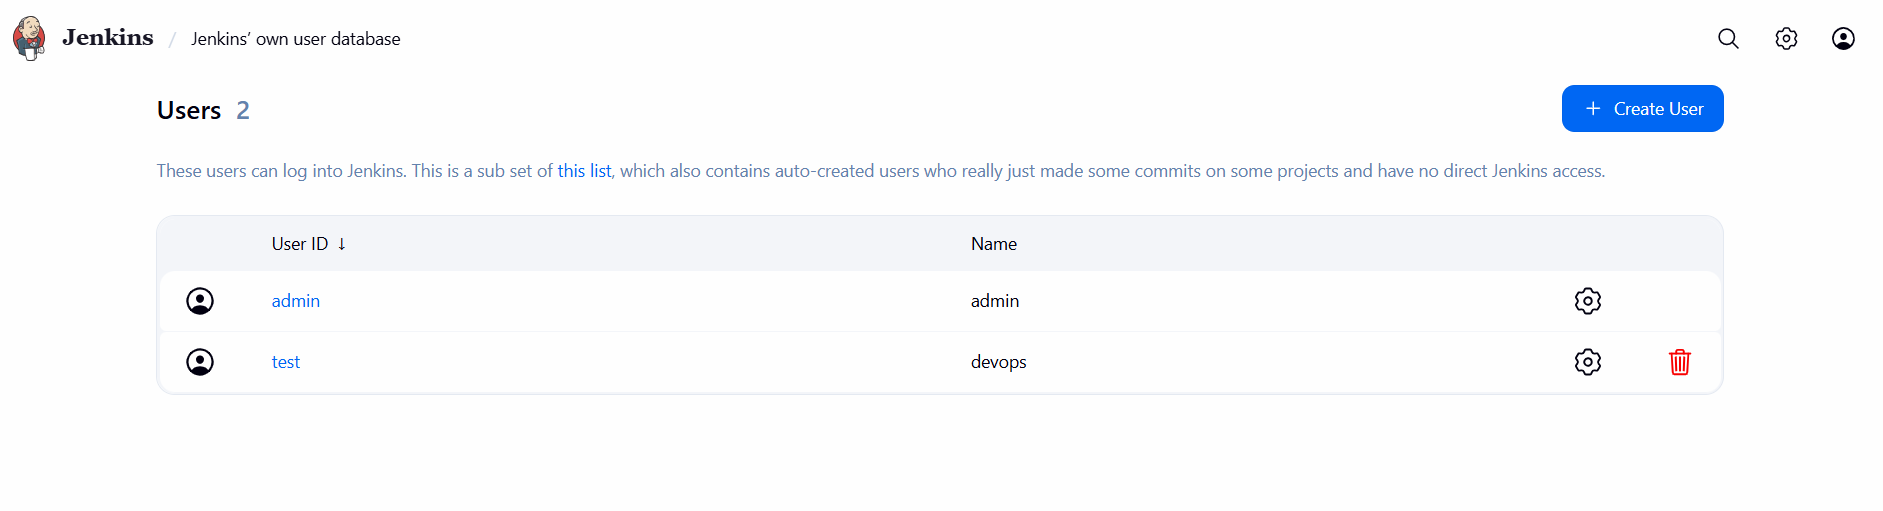 Jenkins / Jenkins’ own user database
Users 2
+ Create User
These users can log into Jenkins. This is a sub set of this list, which also contains auto-created users who really just made some commits on some projects and have no direct Jenkins access.
User ID ↓ Name
admin admin
test devops